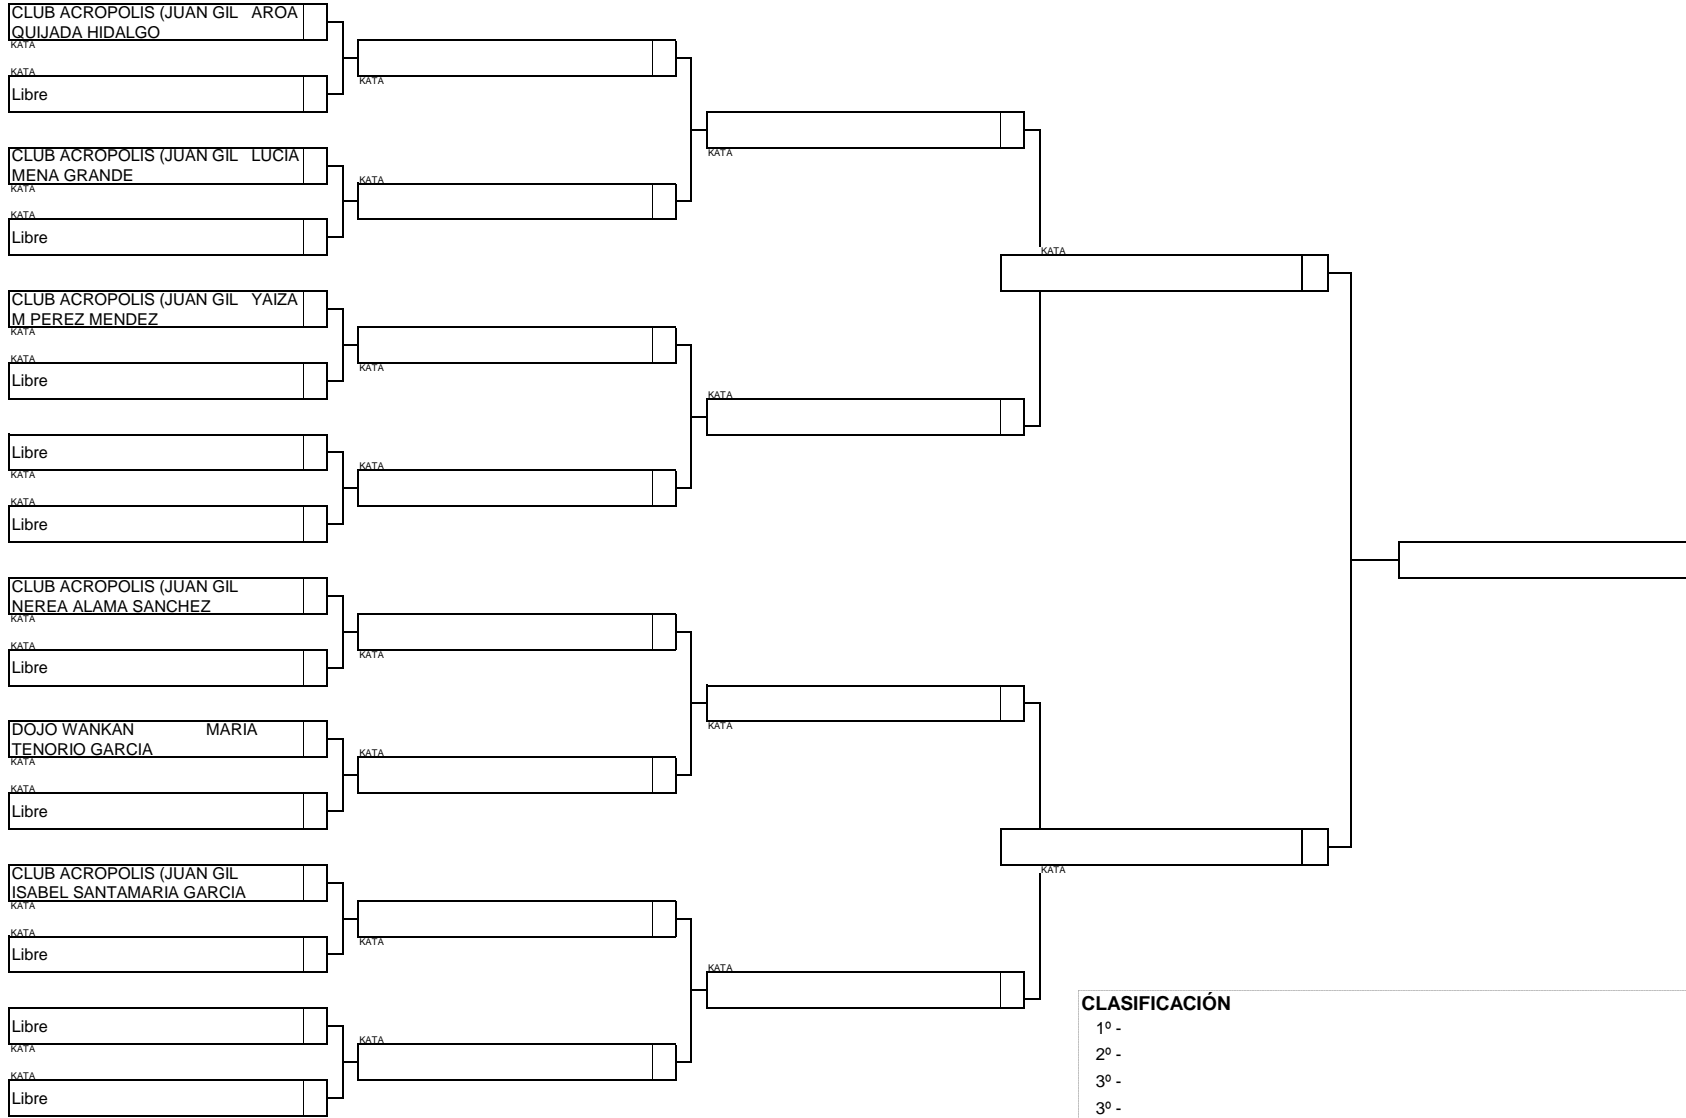 CLUB ACROPOLIS (JUAN GIL AROA
QUIJADA HIDALGO
KATA
KATA
Libre
CLUB ACROPOLIS (JUAN GIL LUCIA
MENA GRANDE
KATA
KATA
Libre
CLUB ACROPOLIS (JUAN GIL YAIZA
M PEREZ MENDEZ
KATA
KATA
Libre
Libre
KATA
KATA
Libre
CLUB ACROPOLIS (JUAN GIL
NEREA ALAMA SANCHEZ
KATA
KATA
Libre
DOJO WANKAN MARIA
TENORIO GARCIA
KATA
KATA
Libre
CLUB ACROPOLIS (JUAN GIL
ISABEL SANTAMARIA GARCIA
KATA
KATA
Libre
Libre
KATA
KATA
Libre
KATA
KATA
KATA
KATA
KATA
KATA
KATA
KATA
KATA
KATA
KATA
KATA
KATA
KATA
CLASIFICACIÓN
1º -
2º -
3º -
3º -